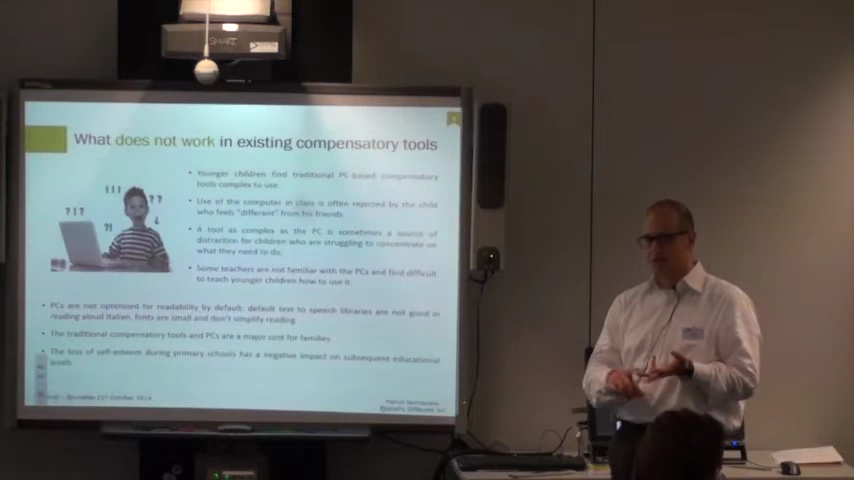 SMART
What does not work in existing compensatory tools
! ! !
? ?
? ! ?
?!
¿
• Younger children find traditional PC-based compensatory
tools complex to use.
• Use of the computer in class is often rejected by the child
who feels "different" from his friends.
• A tool as complex as the PC is sometimes a source of
distraction for children who are struggling to concentrate on
what they need to do.
• Some teachers are not familiar with the PCs and find difficult
to teach younger children how to use it.
• PCs are not optimized for readability by default: default text to speech libraries are not good in
reading aloud Italian, fonts are small and don't simplify reading
• The traditional compensatory tools and PCs are a major cost for families
• The loss of self-esteem during primary schools has a negative impact on subsequent educational
levels
Bruxelles 21st October 2014